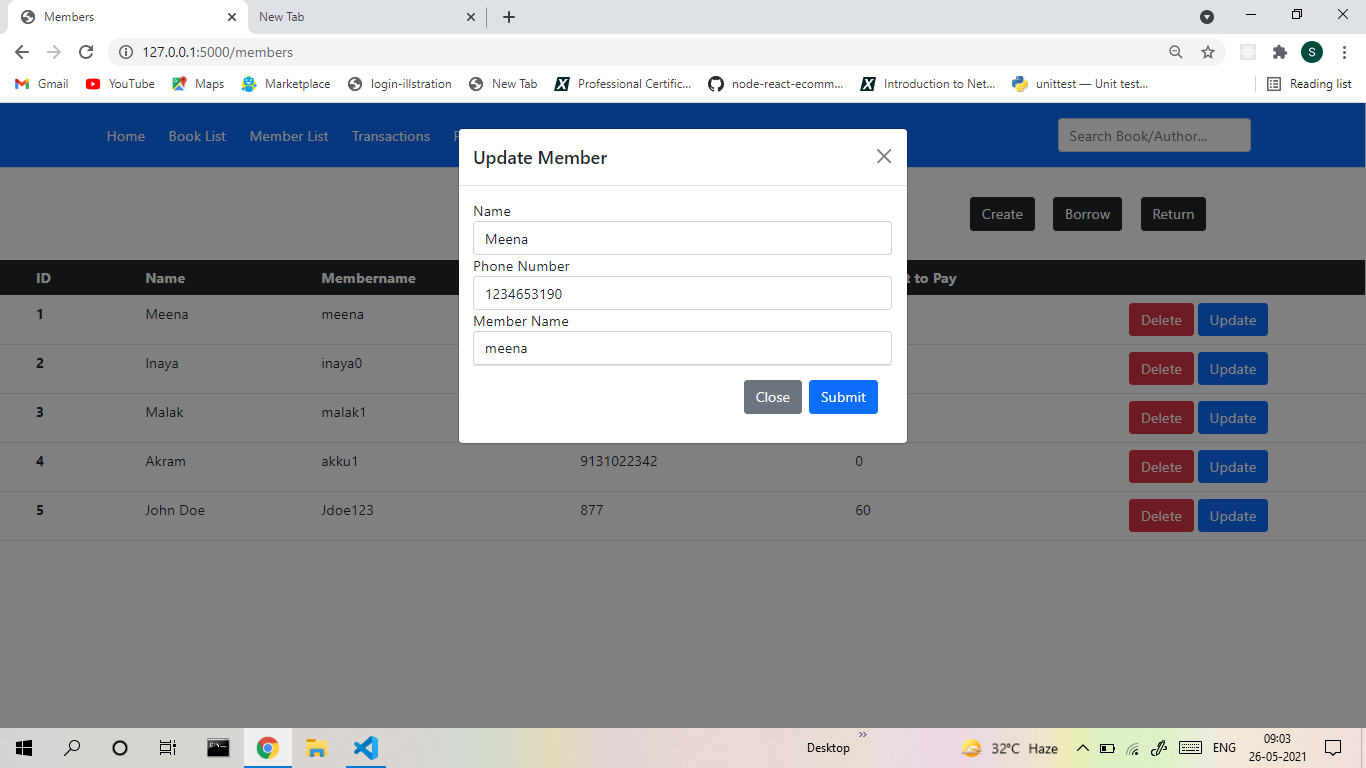 Members
New Tab
127.0.0.1:5000/members
S
Gmail YouTube Maps Marketplace login-illstration New Tab Professional Certific... node-react-ecomm... Introduction to Net... unittest — Unit test... Reading list
Home Book List Member List Transactions
Search Book/Author...
Update Member
Name
Meena
Phone Number
1234653190
Member Name
meena
Close Submit
Create Borrow Return
ID Name Membername to Pay
1 Meena meena Delete Update
2 Inaya inaya0 Delete Update
3 Malak malak1 Delete Update
4 Akram akku1 9131022342 0 Delete Update
5 John Doe Jdoe123 877 60 Delete Update
Desktop
32°C Haze
ENG
09:03
26-05-2021